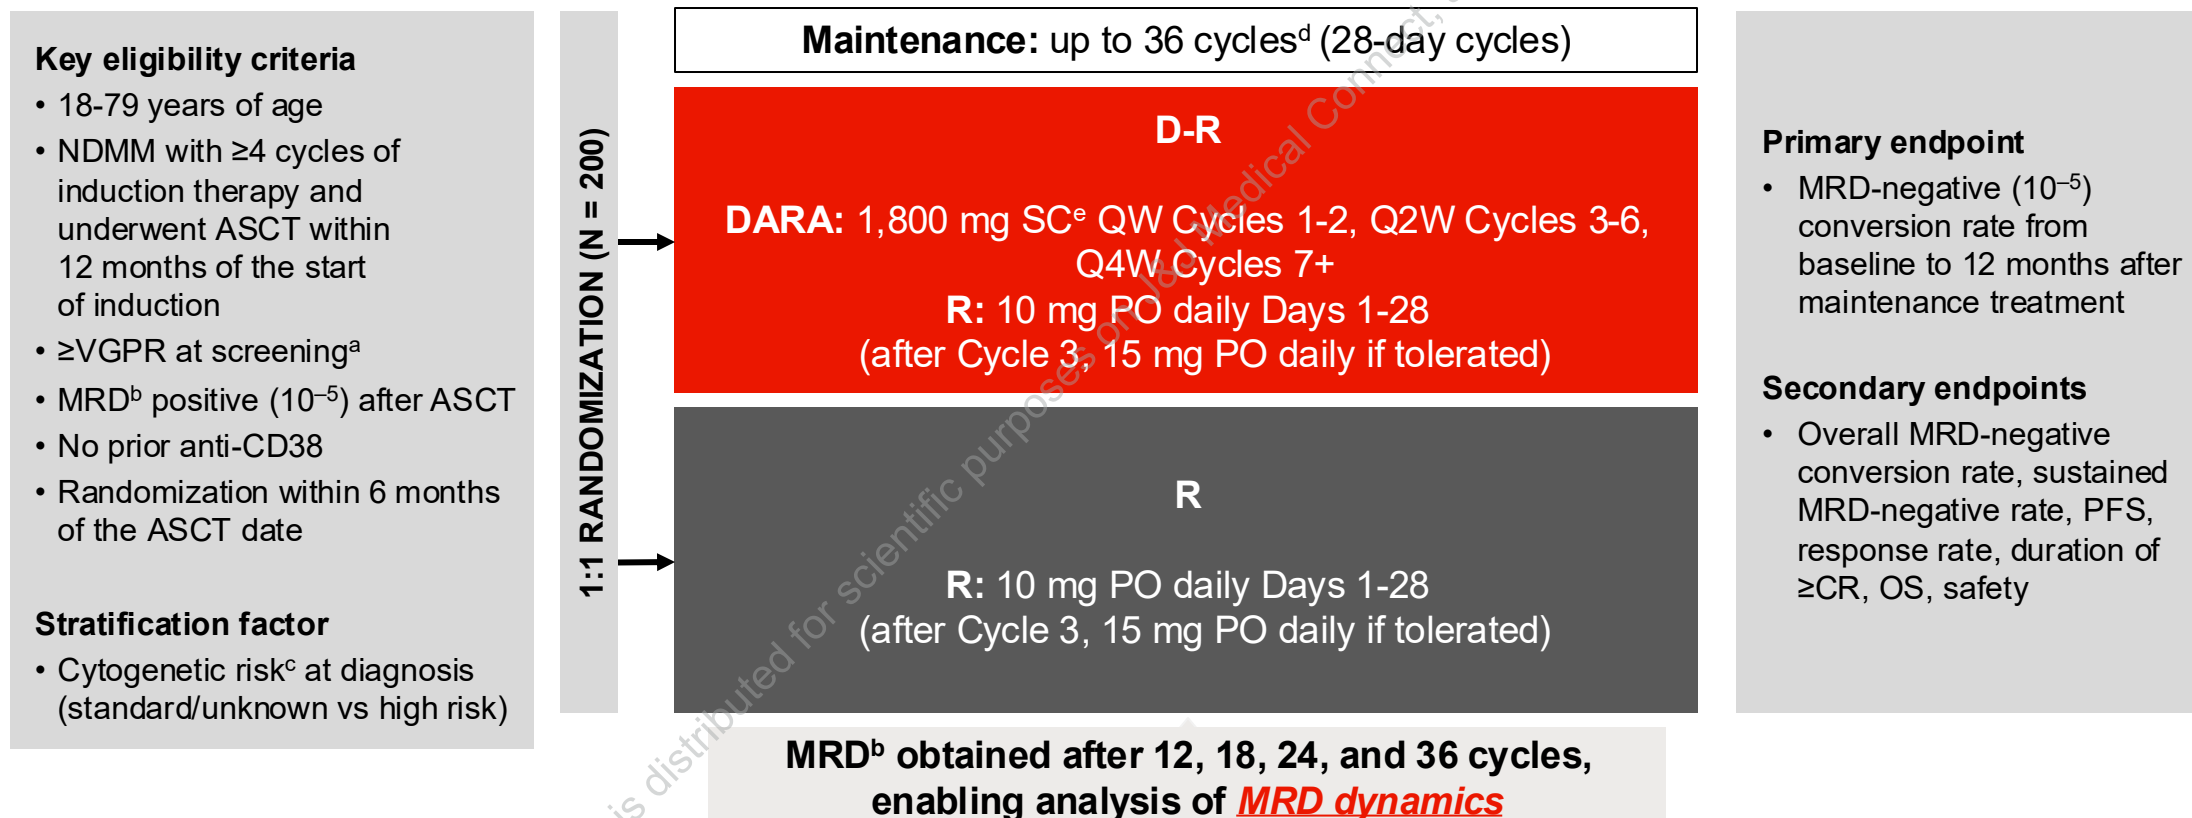 Key eligibility criteria
• 18-79 years of age
• NDMM with ≥4 cycles of
induction therapy and
underwent ASCT within
12 months of the start
of induction
• ≥VGPR at screeningᵃ
• MRDᵇ positive (10⁻⁵) after ASCT
• No prior anti-CD38
• Randomization within 6 months
of the ASCT date
Stratification factor
• Cytogenetic riskᶜ at diagnosis
(standard/unknown vs high risk)
1:1 RANDOMIZATION (N = 200)
Maintenance: up to 36 cyclesᵈ (28-day cycles)
D-R
DARA: 1,800 mg SCᵉ QW Cycles 1-2, Q2W Cycles 3-6,
Q4W Cycles 7+
R: 10 mg PO daily Days 1-28
(after Cycle 3, 15 mg PO daily if tolerated)
R
R: 10 mg PO daily Days 1-28
(after Cycle 3, 15 mg PO daily if tolerated)
MRDᵇ obtained after 12, 18, 24, and 36 cycles,
enabling analysis of MRD dynamics
Primary endpoint
• MRD-negative (10⁻⁵)
conversion rate from
baseline to 12 months after
maintenance treatment
Secondary endpoints
• Overall MRD-negative
conversion rate, sustained
MRD-negative rate, PFS,
response rate, duration of
≥CR, OS, safety
is distributed for scientific purposes on J&J Medical Connect,